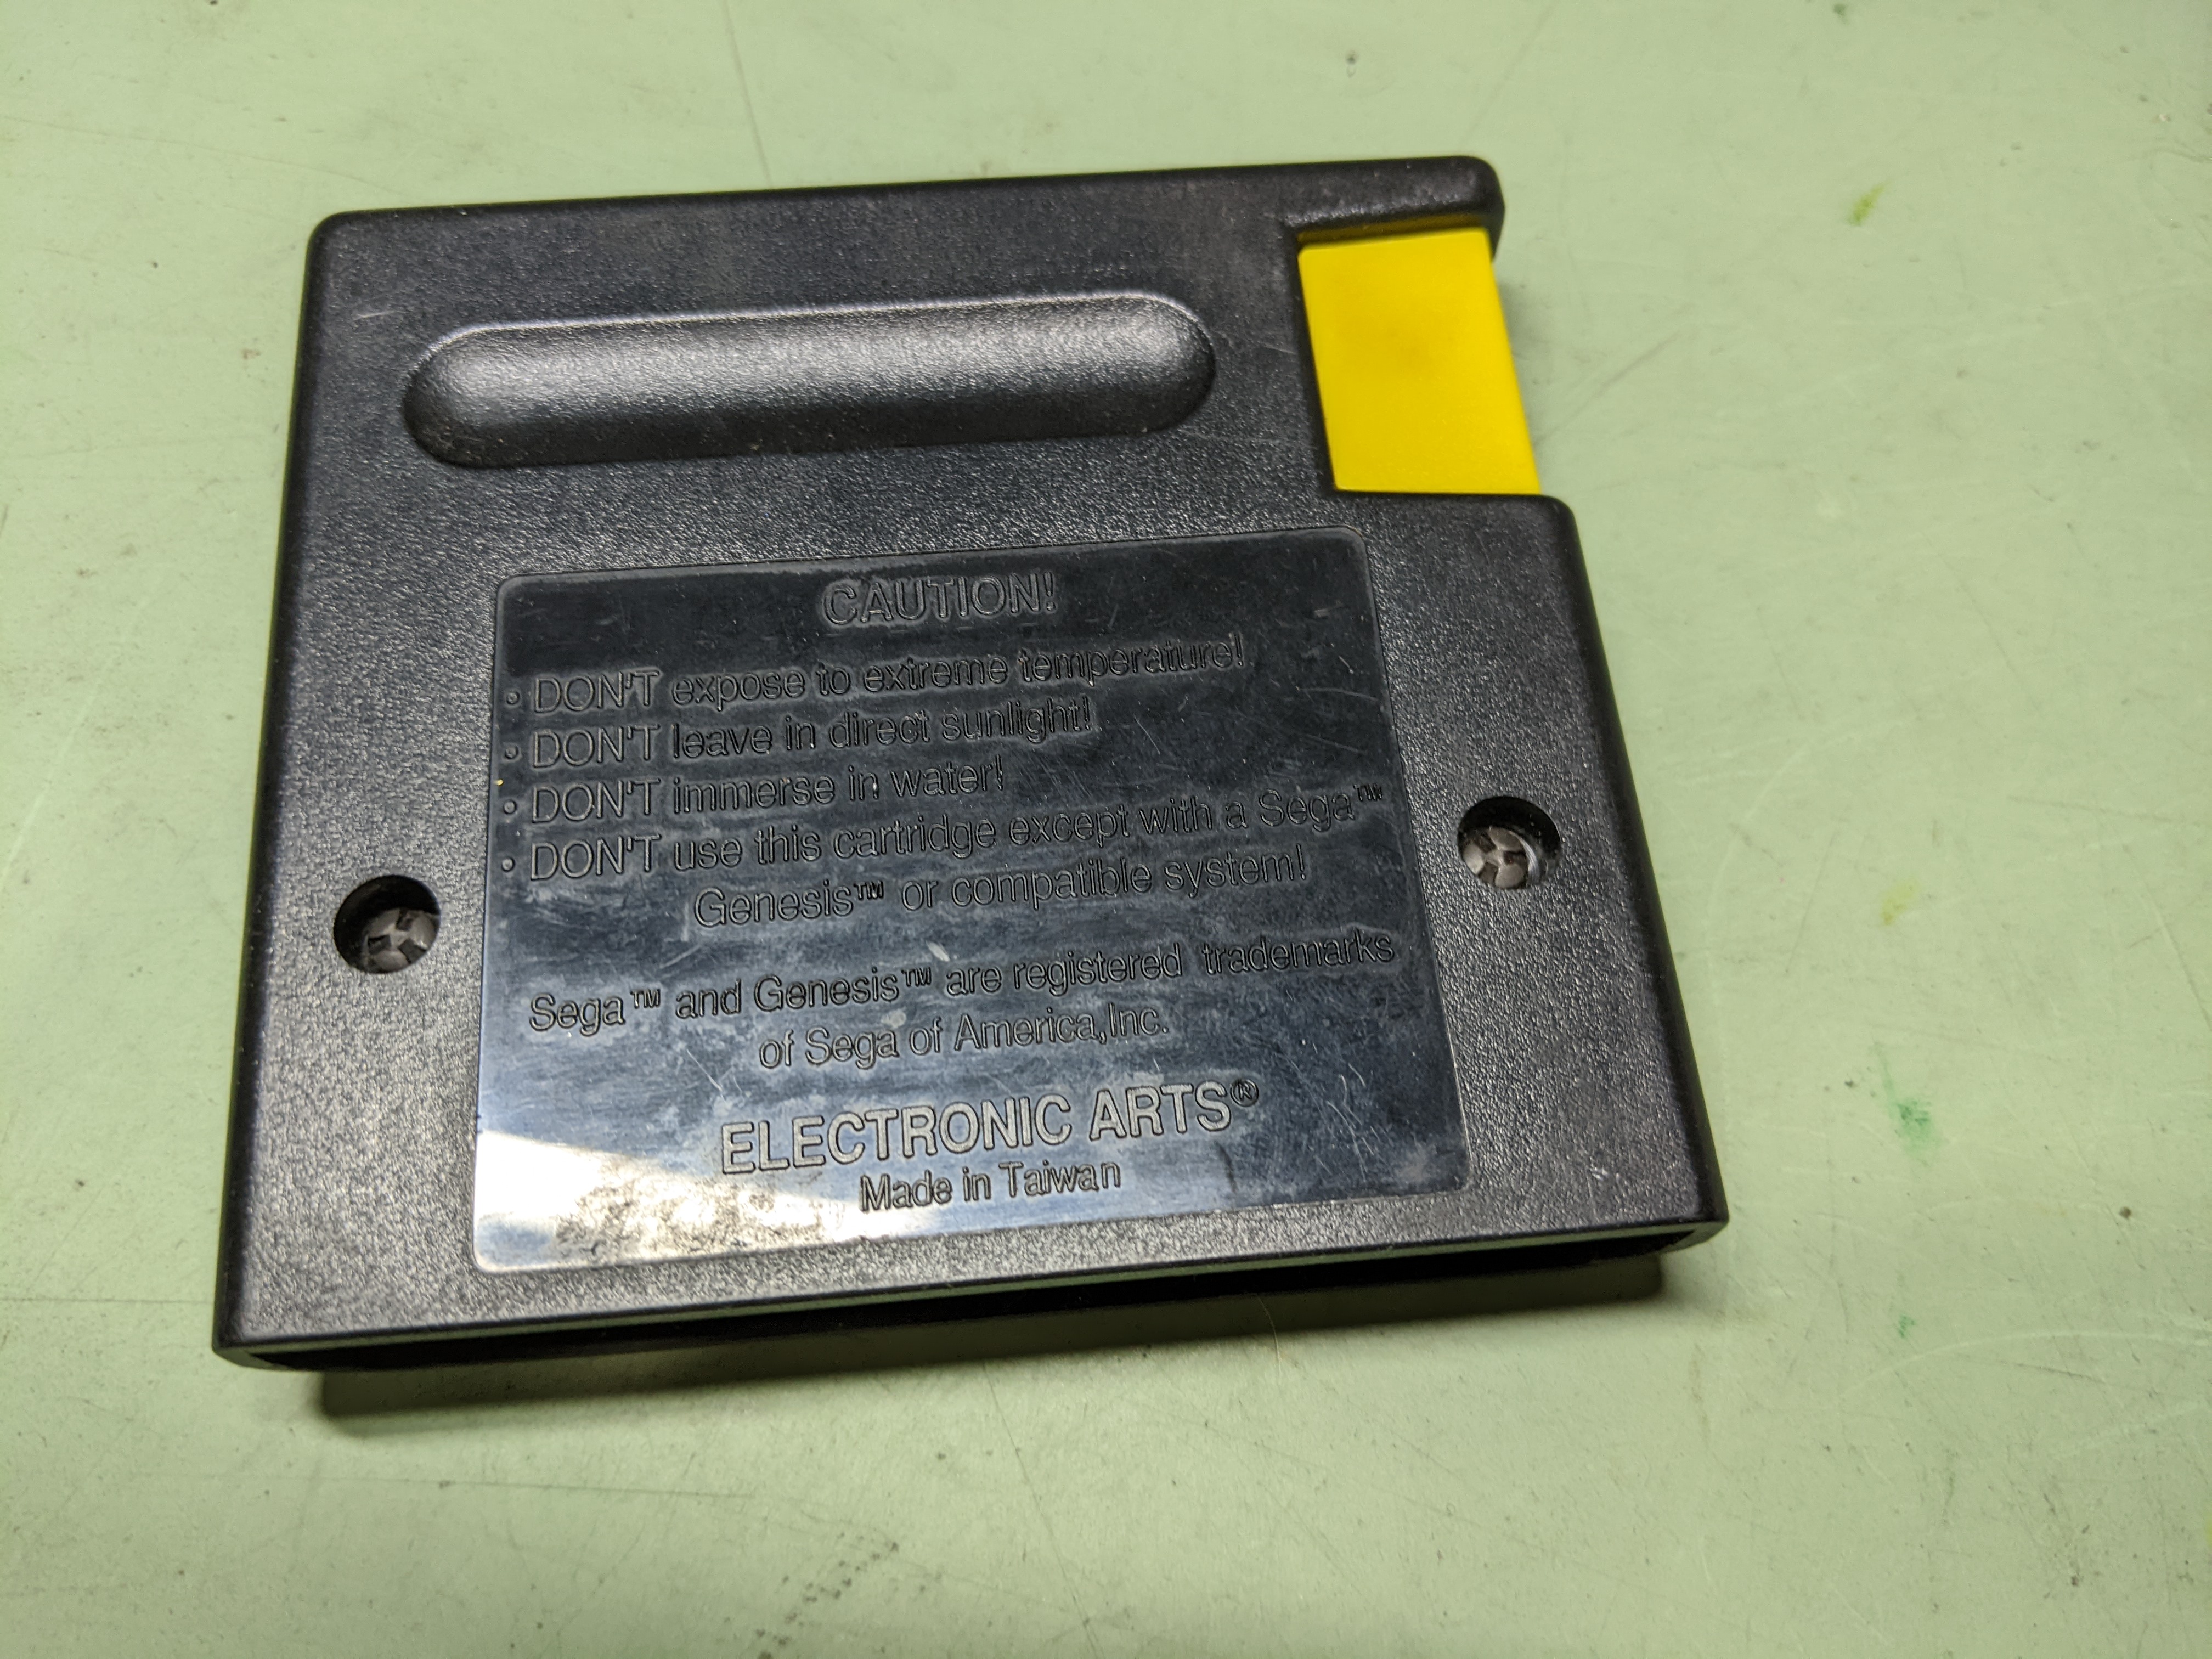 CAUTION!
• DON'T expose to extreme temperature!
• DON'T leave in direct sunlight!
• DON'T immerse in water!
• DON'T use this cartridge except with a Sega™
Genesis™ or compatible system!
Sega™ and Genesis™ are registered trademarks
of Sega of America,Inc.
ELECTRONIC ARTS®
Made in Taiwan